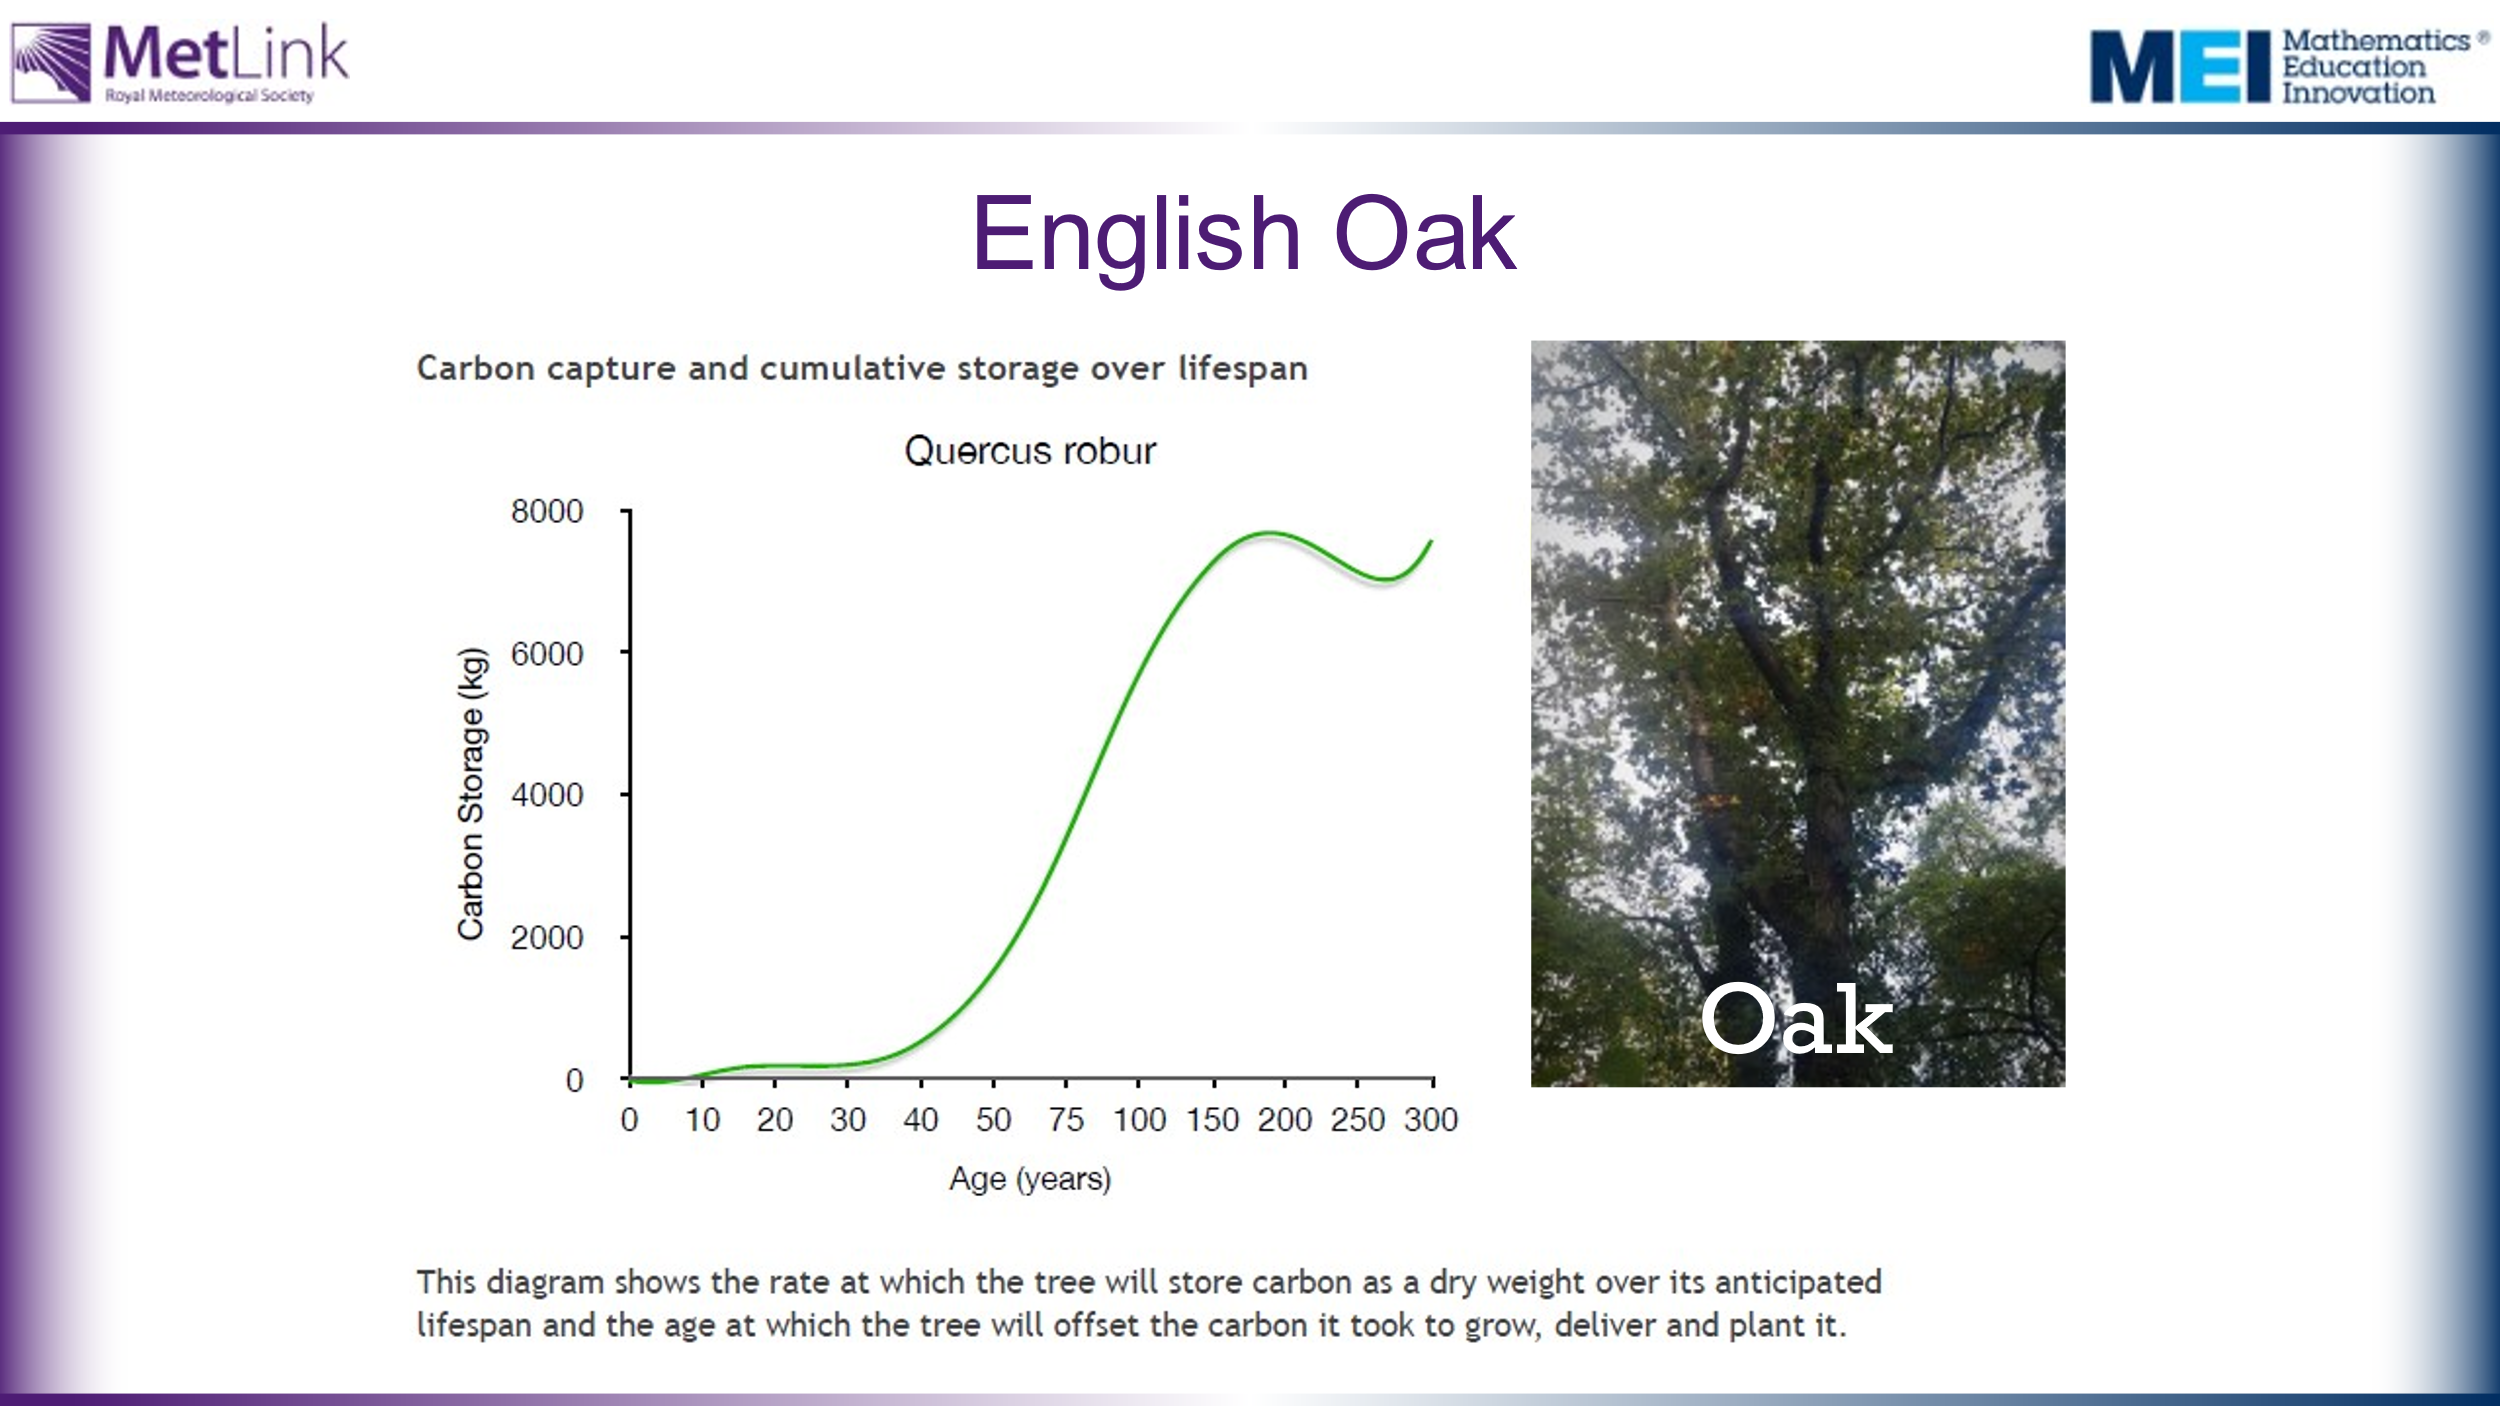 MetLink
Royal Meteorological Society
MEI Mathematics ®
Education
Innovation
English Oak
Carbon capture and cumulative storage over lifespan
Quercus robur
8000
6000
4000
2000
0
Carbon Storage (kg)
0 10 20 30 40 50 75 100 150 200 250 300
Age (years)
Oak
This diagram shows the rate at which the tree will store carbon as a dry weight over its anticipated
lifespan and the age at which the tree will offset the carbon it took to grow, deliver and plant it.